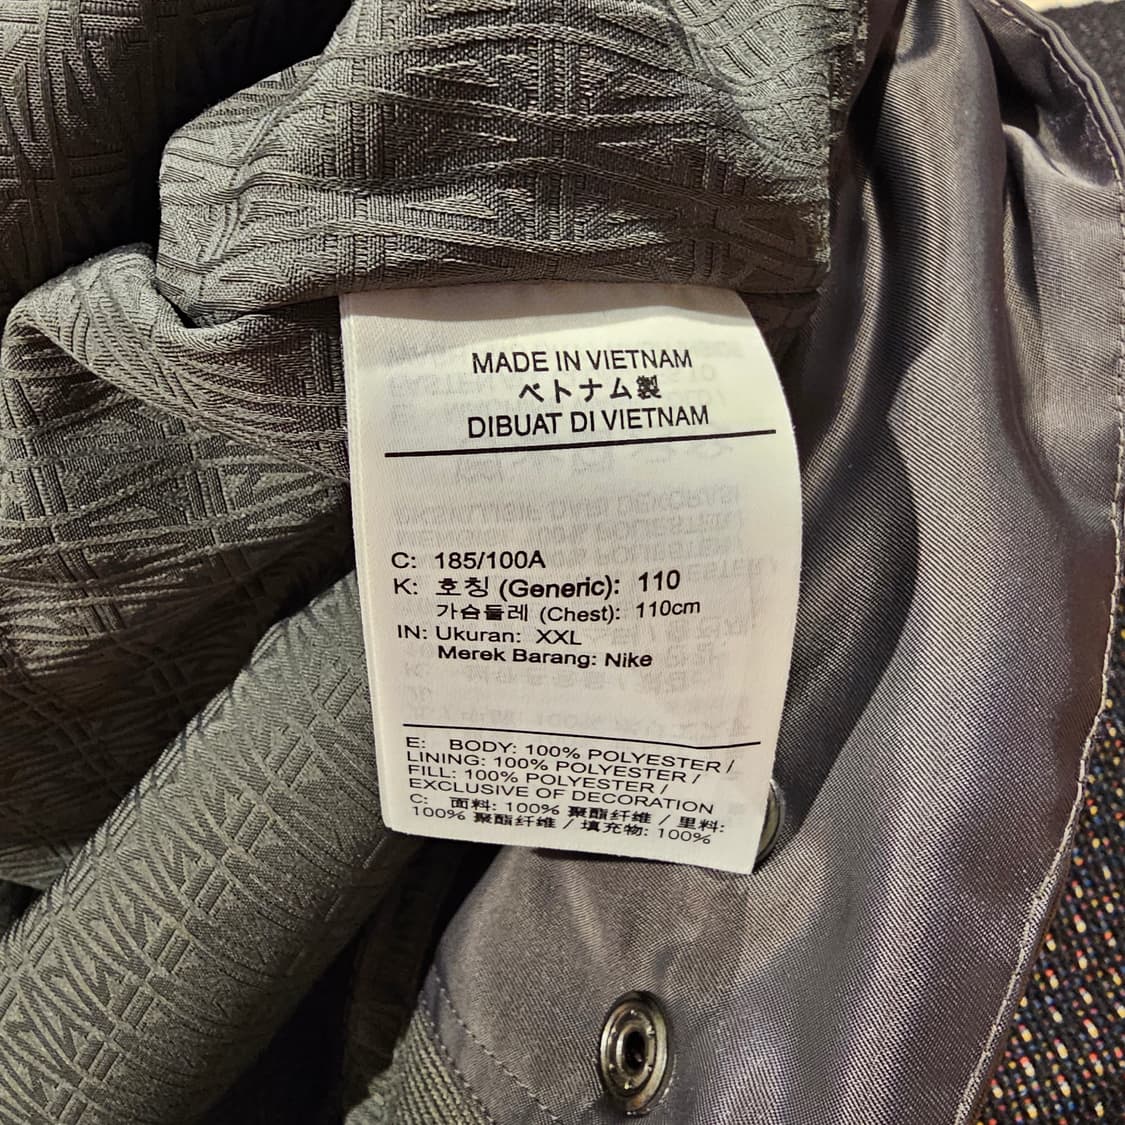 MADE IN VIETNAM
ベトナム製
DIBUAT DI VIETNAM
C: 185/100A
K: 호칭 (Generic): 110
가슴둘레 (Chest): 110cm
IN: Ukuran: XXL
Merek Barang: Nike
E: BODY: 100% POLYESTER /
LINING: 100% POLYESTER /
FILL: 100% POLYESTER /
EXCLUSIVE OF DECORATION
C: 面料: 100% 聚酯纤维 / 里料:
100% 聚酯纤维 / 填充物: 100%